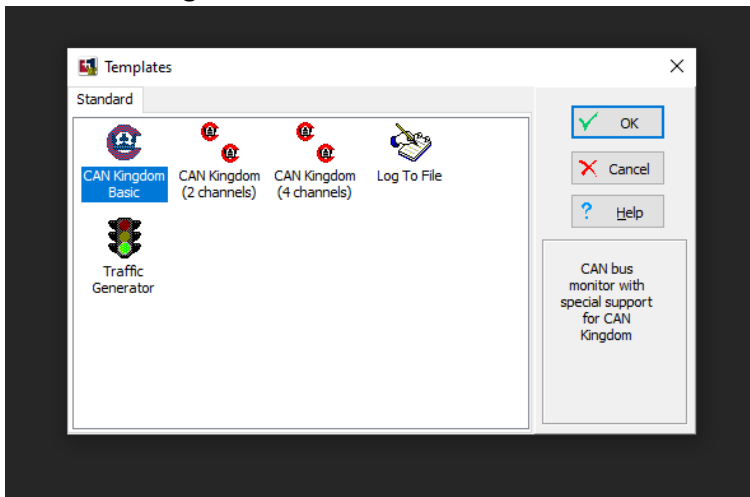 Templates
Standard
CAN Kingdom
Basic
CAN Kingdom
(2 channels)
CAN Kingdom
(4 channels)
Log To File
Traffic
Generator
OK
Cancel
Help
CAN bus
monitor with
special support
for CAN
Kingdom